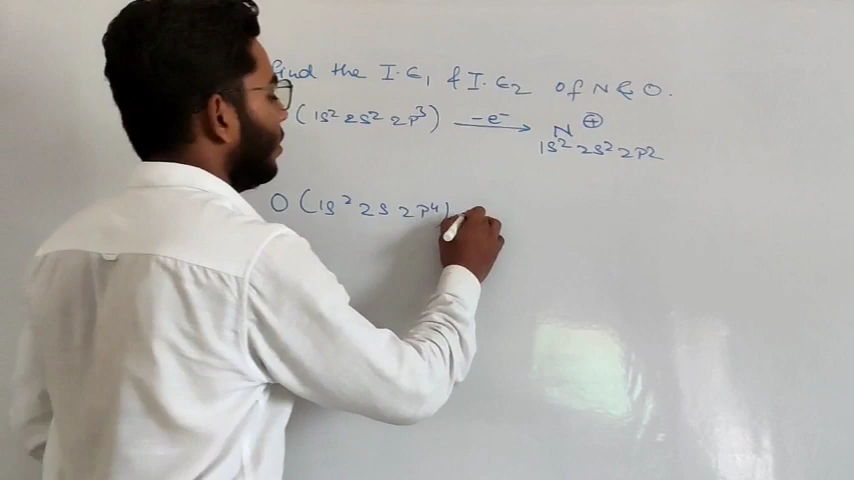 find the I.E₁ & I.E₂ of N & O.
(1s² 2s² 2p³) –e⁻→ N⊕
1s² 2s² 2p²
O (1s² 2s 2p⁴)